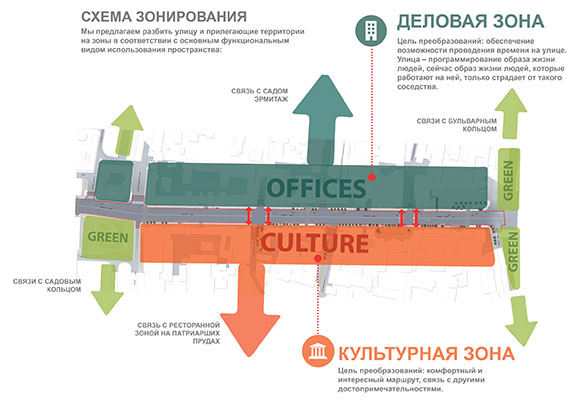 СХЕМА ЗОНИРОВАНИЯ
Мы предлагаем разбить улицу и прилегающие территории
на зоны в соответствии с основным функциональным
видом использования пространства:
ДЕЛОВАЯ ЗОНА
Цель преобразований: обеспечение
возможности проведения времени на улице.
Улица – программирование образа жизни
людей, сейчас образ жизни людей, которые
работают на ней, только страдает от такого
соседства.
СВЯЗЬ С САДОМ
ЭРМИТАЖ
СВЯЗИ С БУЛЬВАРНЫМ
КОЛЬЦОМ
OFFICES
GREEN
GREEN
CULTURE
GREEN
СВЯЗИ С САДОВЫМ
КОЛЬЦОМ
СВЯЗЬ С РЕСТОРАННОЙ
ЗОНОЙ НА ПАТРИАРШИХ
ПРУДАХ
КУЛЬТУРНАЯ ЗОНА
Цель преобразований: комфортный и
интересный маршрут, связь с другими
достопримечательностями.